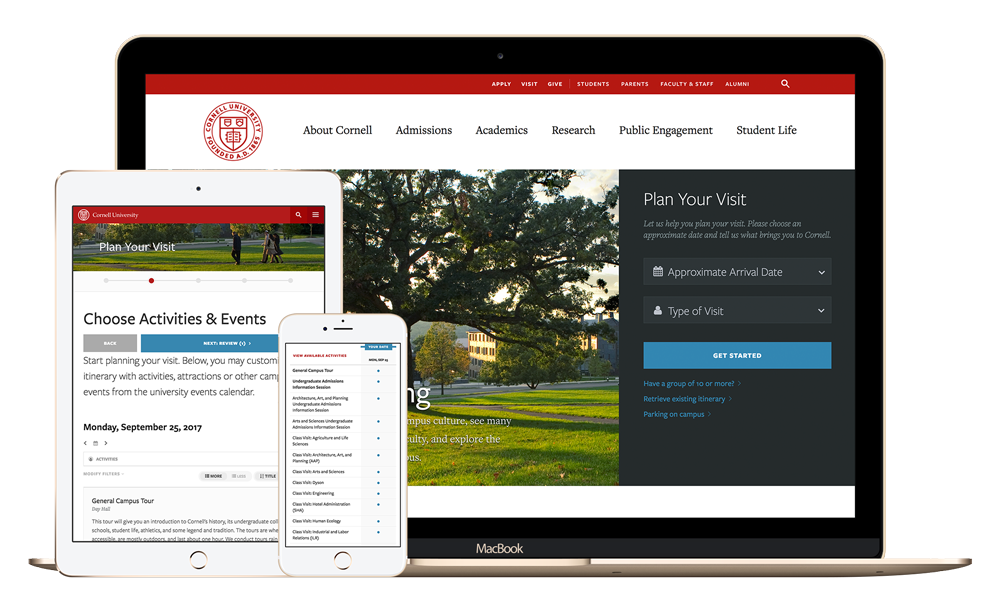 APPLY VISIT GIVE STUDENTS PARENTS FACULTY & STAFF ALUMNI
CORNELL UNIVERSITY
FOUNDED A.D. 1865
About Cornell Admissions Academics Research Public Engagement Student Life
Plan Your Visit
Let us help you plan your visit. Please choose an
approximate date and tell us what brings you to Cornell.
Approximate Arrival Date
Type of Visit
GET STARTED
Have a group of 10 or more?
Retrieve existing itinerary
Parking on campus
ng
mpus culture, see many
culty, and explore the
ous.
MacBook
Cornell University
Plan Your Visit
Choose Activities & Events
BACK
NEXT: REVIEW (1)
Start planning your visit. Below, you may custom
itinerary with activities, attractions or other camp
events from the university events calendar.
Monday, September 25, 2017
ACTIVITIES
MODIFY FILTERS
MORE LESS TITLE
General Campus Tour
Day Hall
This tour will give you an introduction to Cornell's history, its undergraduate coll
schools, student life, athletics, and some legend and tradition. The tours are whe
accessible, are mostly outdoors, and last about one hour. We conduct tours rain
TOUR DATE
VIEW AVAILABLE ACTIVITIES
MON, SEP 25
General Campus Tour
Undergraduate Admissions
Information Session
Architecture, Art, and Planning
Undergraduate Admissions
Information Session
Arts and Sciences Undergraduate
Admissions Information Session
Class Visit: Agriculture and Life
Sciences
Class Visit: Architecture, Art, and
Planning (AAP)
Class Visit: Arts and Sciences
Class Visit: Dyson
Class Visit: Engineering
Class Visit: Hotel Administration
(SHA)
Class Visit: Human Ecology
Class Visit: Industrial and Labor
Relations (ILR)